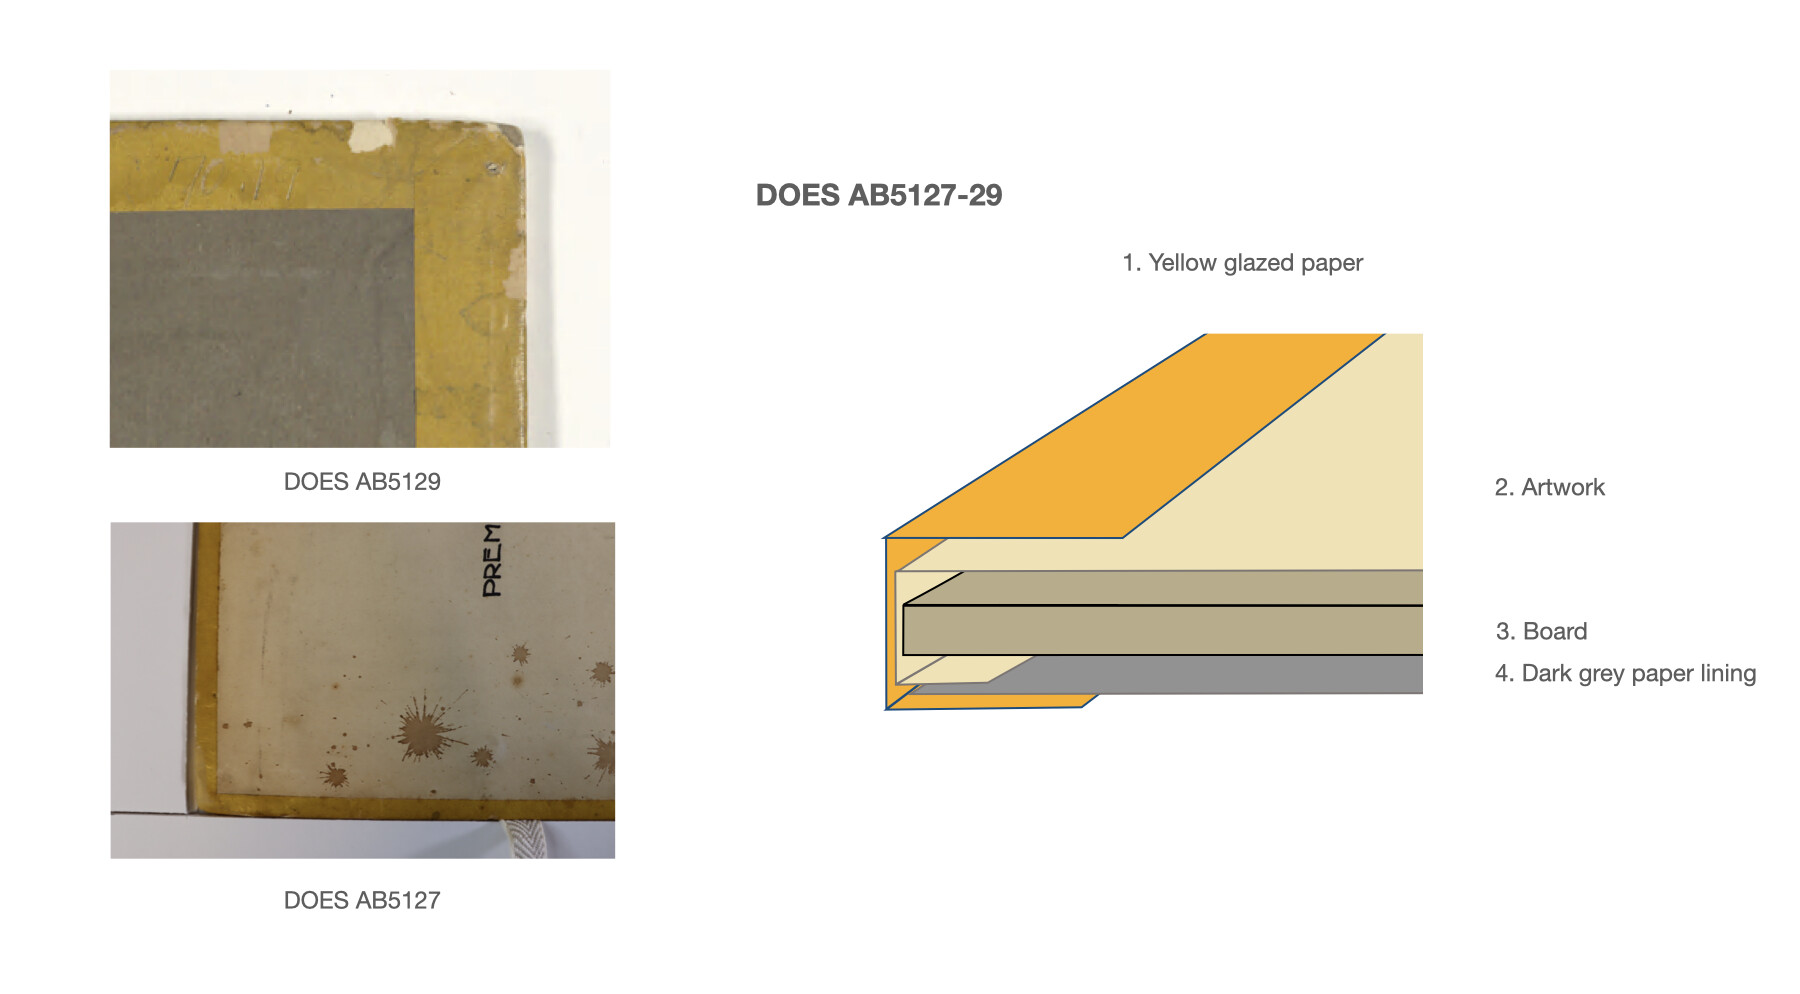 DOES AB5129
PREM
DOES AB5127
DOES AB5127-29
1. Yellow glazed paper
2. Artwork
3. Board
4. Dark grey paper lining